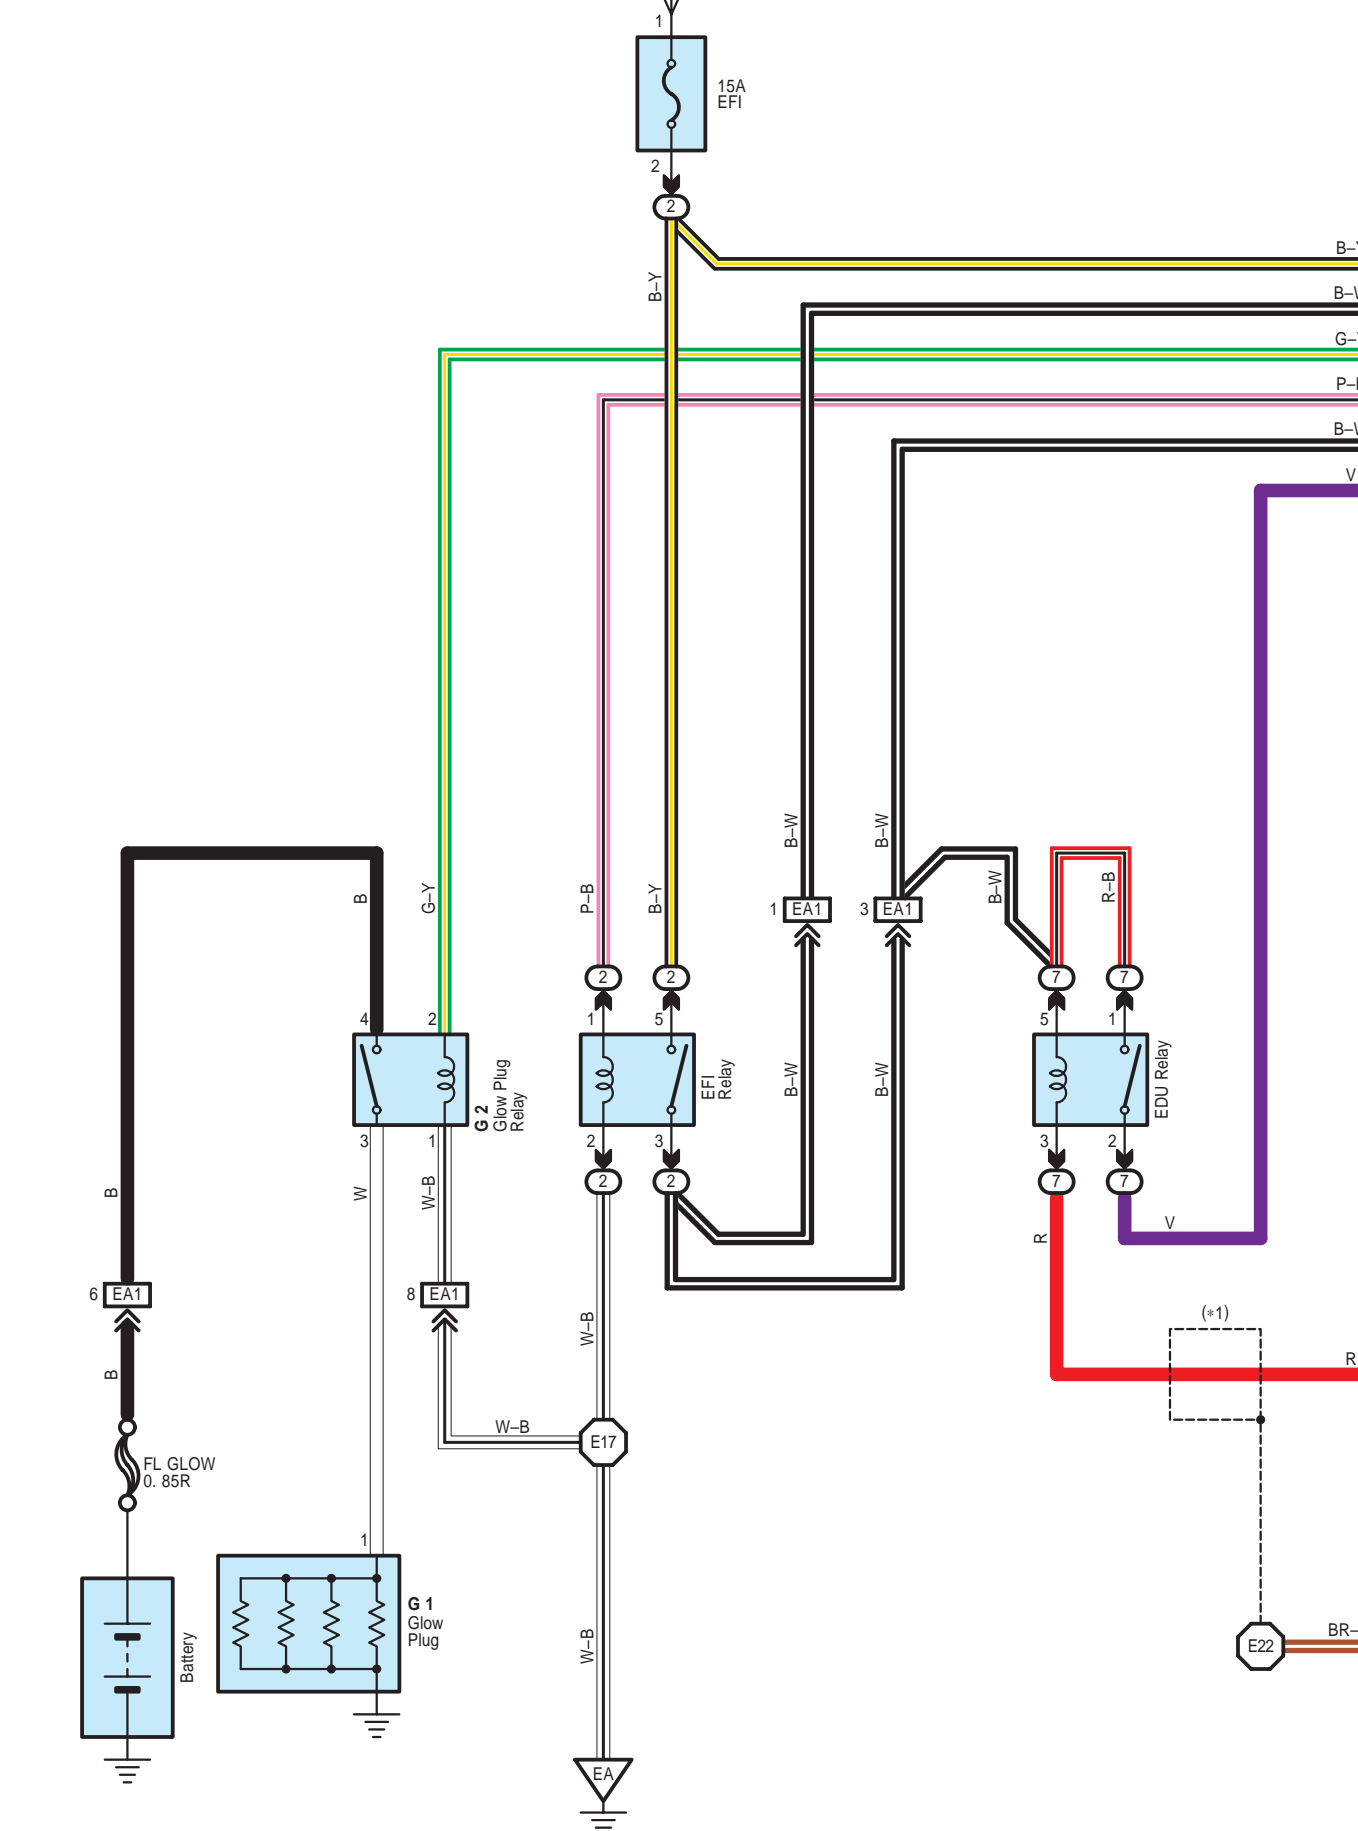 1
15A
EFI
2
2
B–Y
B–Y
B–W
G–
P–
B–W
V
B–W
B–W
B
G–Y
P–B
B–Y
B–W
R–B
1 EA1
3 EA1
2
2
7
7
4
2
1
5
5
1
G 2
Glow Plug
Relay
EFI
Relay
B–W
B–W
EDU Relay
3
1
2
3
3
2
2
2
7
7
B
W
W–B
R
V
6 EA1
8 EA1
W–B
(*1)
B
R
W–B
E17
FL GLOW
0. 85R
1
G 1
Glow
Plug
Battery
W–B
E22
BR–
EA